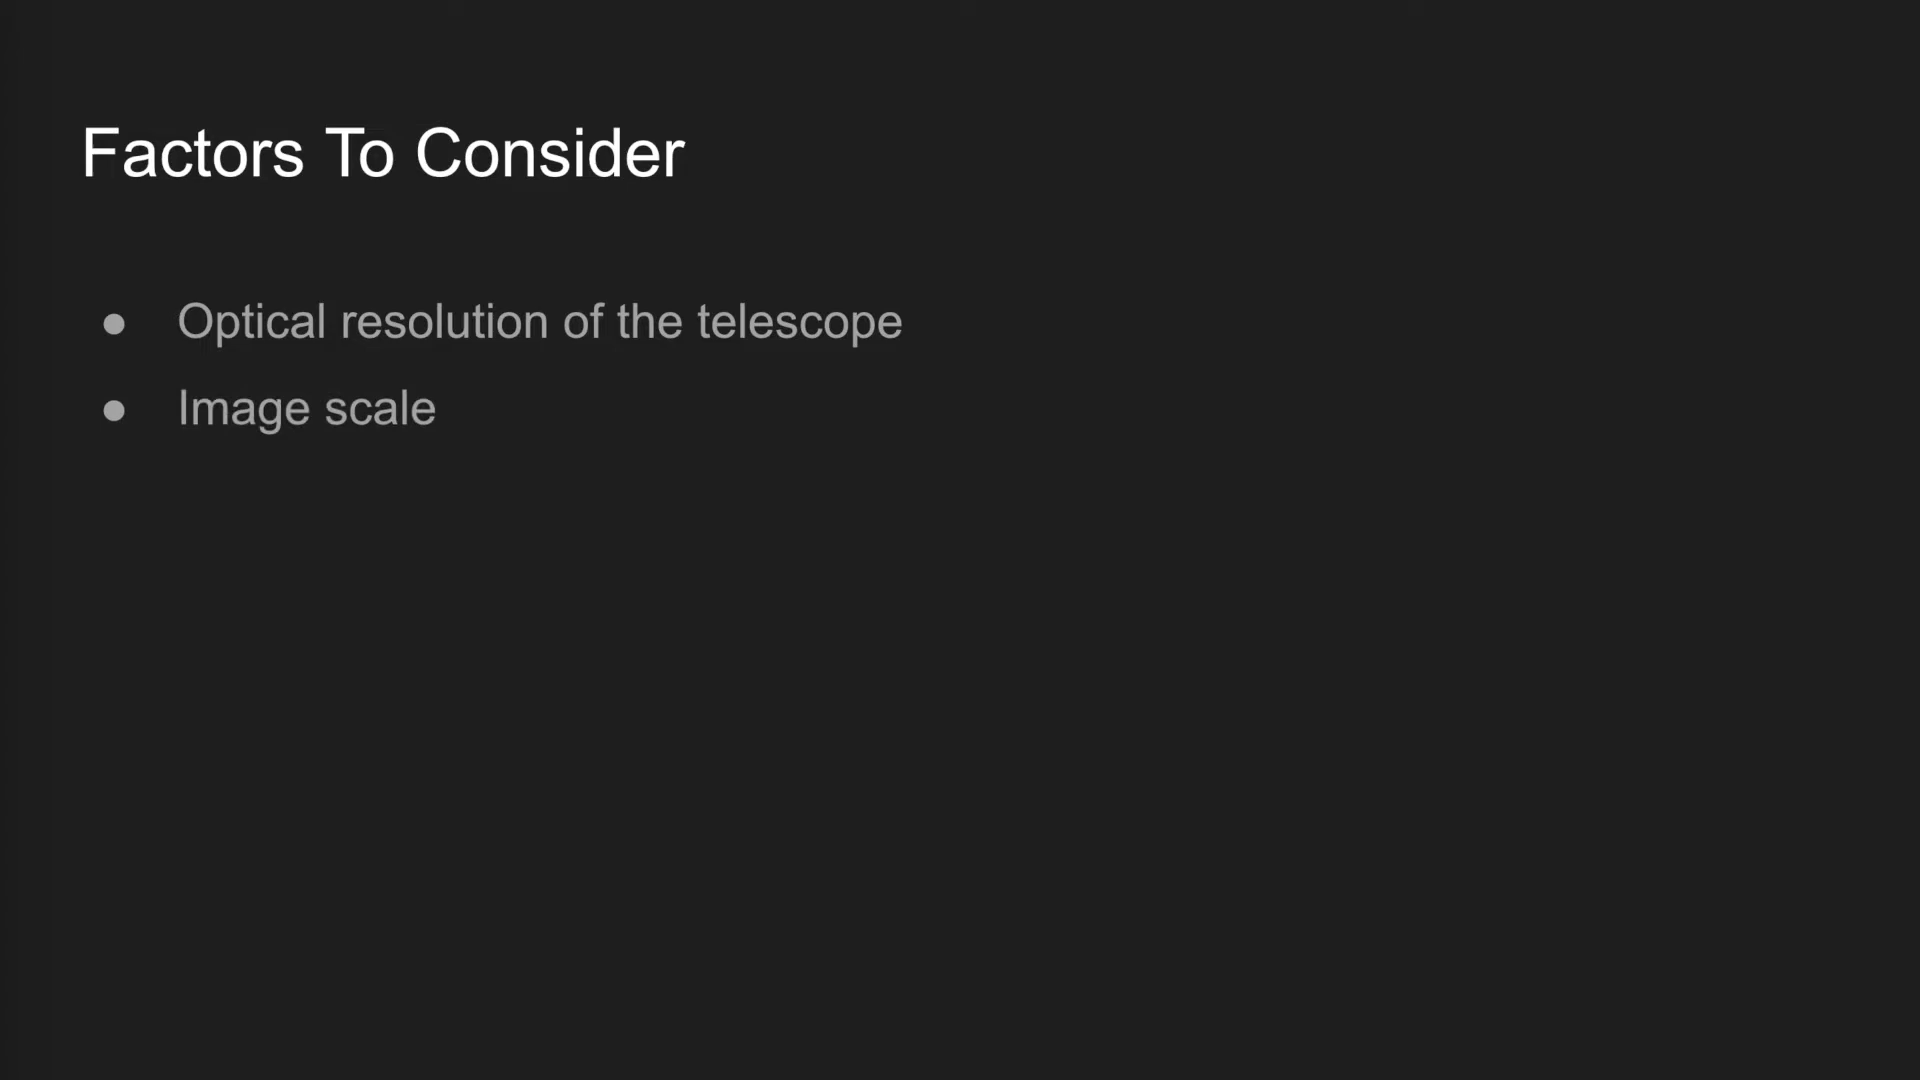 Factors To Consider
● Optical resolution of the telescope
● Image scale